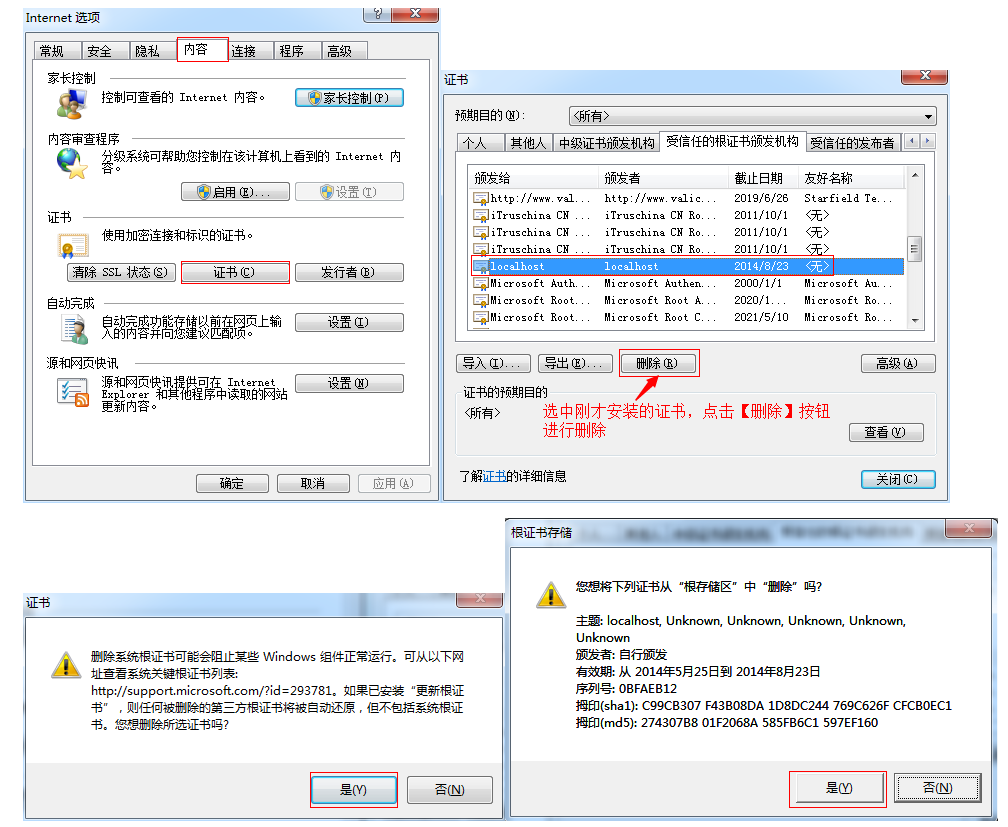 Internet 选项
常规 安全 隐私 内容 连接 程序 高级
家长控制
控制可查看的 Internet 内容。
家长控制(P)
内容审查程序
分级系统可帮助您控制在该计算机上看到的 Internet 内
容。
启用(E)... 设置(T)
证书
使用加密连接和标识的证书。
清除 SSL 状态(S) 证书(C) 发行者(B)
自动完成
自动完成功能存储以前在网页上输
入的内容并向您建议匹配项。
设置(I)
源和网页快讯
源和网页快讯提供可在 Internet
Explorer 和其他程序中读取的网站
更新内容。
设置(N)
确定 取消 应用(A)
证书
预期目的(N): <所有>
个人 其他人 中级证书颁发机构 受信任的根证书颁发机构 受信任的发布者
颁发给 颁发者 截止日期 友好名称
http://www.val... http://www.valic... 2019/6/26 Starfield Te...
iTruschina CN ... iTruschina CN Ro... 2011/10/1 <无>
iTruschina CN ... iTruschina CN Ro... 2011/10/1 <无>
iTruschina CN ... iTruschina CN Ro... 2011/10/1 <无>
localhost localhost 2014/8/23 <无>
Microsoft Auth... Microsoft Authen... 2000/1/1 Microsoft Au...
Microsoft Root... Microsoft Root A... 2020/1... Microsoft Ro...
Microsoft Root... Microsoft Root C... 2021/5/10 Microsoft Ro...
导入(I)... 导出(E)... 删除(R) 高级(A)
证书的预期目的
<所有>
选中刚才安装的证书，点击【删除】按钮
进行删除
查看(V)
了解证书的详细信息
关闭(C)
证书
删除系统根证书可能会阻止某些 Windows 组件正常运行。可从以下网
址查看系统关键根证书列表:
http://support.microsoft.com/?id=293781。如果已安装“更新根证
书”，则任何被删除的第三方根证书将被自动还原，但不包括系统根证
书。您想删除所选证书吗?
是(Y) 否(N)
根证书存储
您想将下列证书从“根存储区”中“删除”吗?
主题: localhost, Unknown, Unknown, Unknown, Unknown,
Unknown
颁发者: 自行颁发
有效期: 从 2014年5月25日到 2014年8月23日
序列号: 0BFAEB12
拇印(sha1): C99CB307 F43B08DA 1D8DC244 769C626F CFCB0EC1
拇印(md5): 274307B8 01F2068A 585FB6C1 597EF160
是(Y) 否(N)